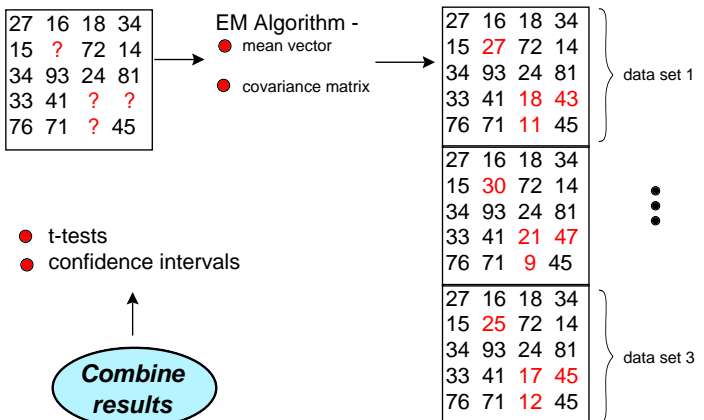 27 16 18 34
15 ? 72 14
34 93 24 81
33 41 ? ?
76 71 ? 45
EM Algorithm -
mean vector
covariance matrix
27 16 18 34
15 27 72 14
34 93 24 81
33 41 18 43
76 71 11 45
data set 1
27 16 18 34
15 30 72 14
34 93 24 81
33 41 21 47
76 71 9 45
27 16 18 34
15 25 72 14
34 93 24 81
33 41 17 45
76 71 12 45
data set 3
t-tests
confidence intervals
Combine
results